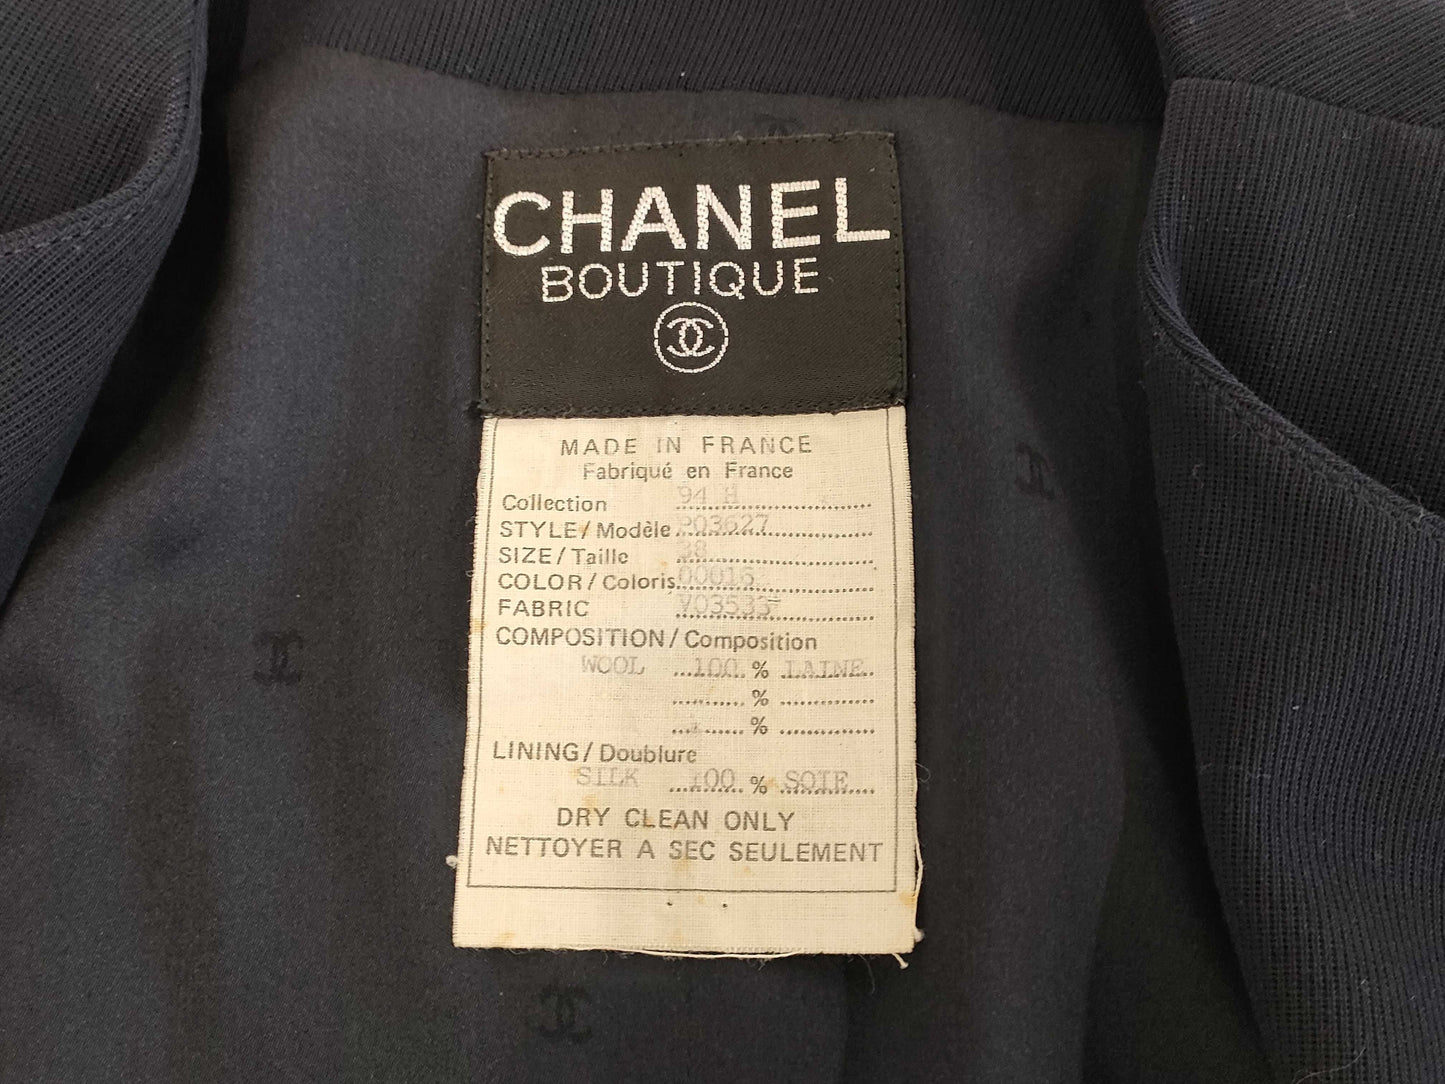 CHANEL
BOUTIQUE
MADE IN FRANCE
Fabriqué en France
Collection 94 H
STYLE/Modèle P03627
SIZE/Taille 38
COLOR/Coloris 00016
FABRIC V03533
COMPOSITION/Composition
WOOL 100 % LAINE
%
%
LINING/Doublure
SILK 100 % SOIE
DRY CLEAN ONLY
NETTOYER A SEC SEULEMENT